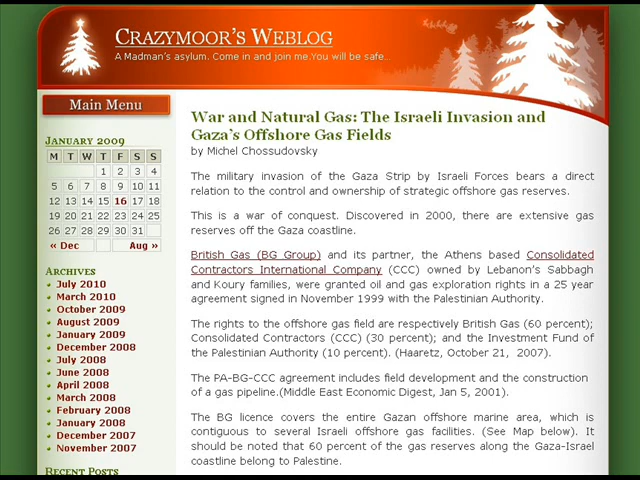 Crazymoor's Weblog
A Madman's asylum. Come in and join me.You will be safe...
Main Menu
January 2009
M T W T F S S
1 2 3 4
5 6 7 8 9 10 11
12 13 14 15 16 17 18
19 20 21 22 23 24 25
26 27 28 29 30 31
« Dec Aug »
Archives
July 2010
March 2010
October 2009
August 2009
January 2009
December 2008
July 2008
June 2008
April 2008
March 2008
February 2008
January 2008
December 2007
November 2007
Recent Posts
War and Natural Gas: The Israeli Invasion and
Gaza's Offshore Gas Fields
by Michel Chossudovsky
The military invasion of the Gaza Strip by Israeli Forces bears a direct
relation to the control and ownership of strategic offshore gas reserves.
This is a war of conquest. Discovered in 2000, there are extensive gas
reserves off the Gaza coastline.
British Gas (BG Group) and its partner, the Athens based Consolidated
Contractors International Company (CCC) owned by Lebanon's Sabbagh
and Koury families, were granted oil and gas exploration rights in a 25 year
agreement signed in November 1999 with the Palestinian Authority.
The rights to the offshore gas field are respectively British Gas (60 percent);
Consolidated Contractors (CCC) (30 percent); and the Investment Fund of
the Palestinian Authority (10 percent). (Haaretz, October 21, 2007).
The PA-BG-CCC agreement includes field development and the construction
of a gas pipeline.(Middle East Economic Digest, Jan 5, 2001).
The BG licence covers the entire Gazan offshore marine area, which is
contiguous to several Israeli offshore gas facilities. (See Map below). It
should be noted that 60 percent of the gas reserves along the Gaza-Israel
coastline belong to Palestine.